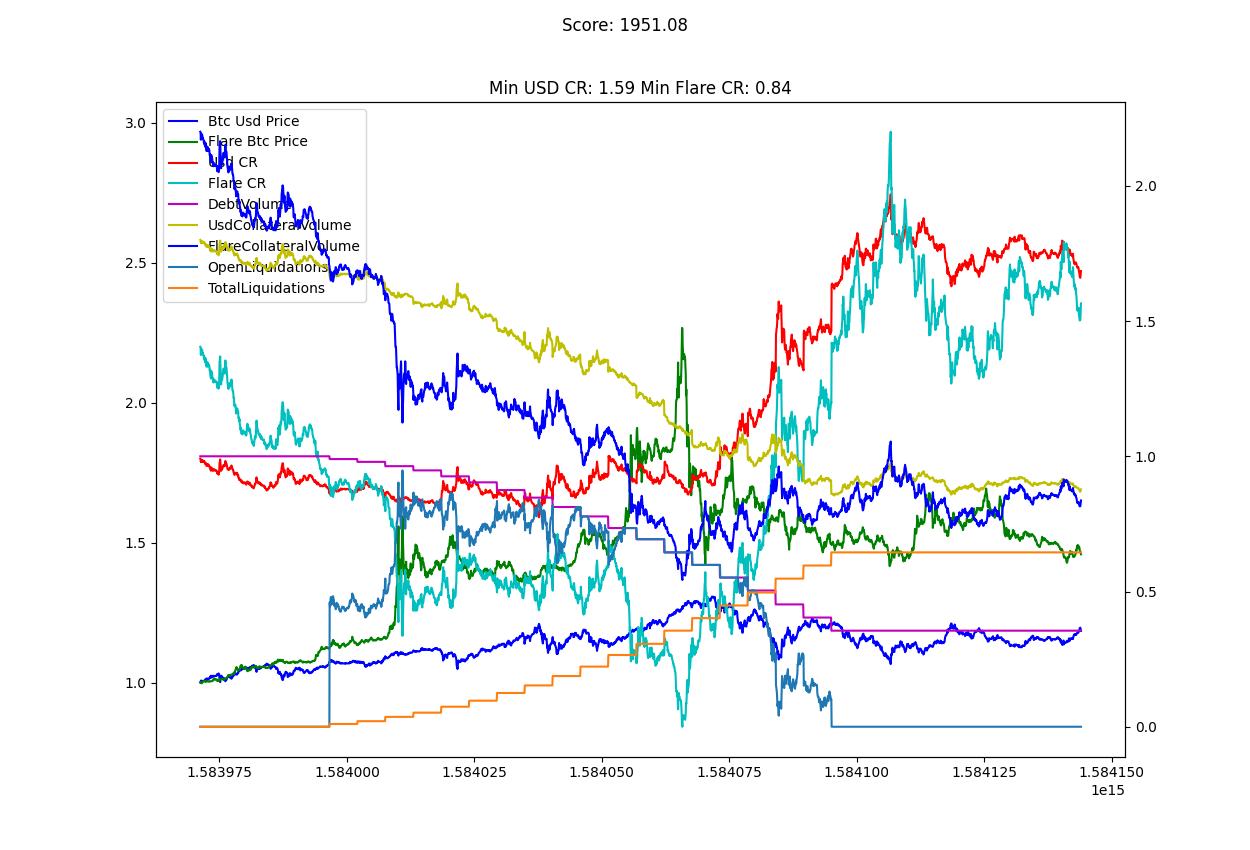 Score: 1951.08
Min USD CR: 1.59 Min Flare CR: 0.84
Btc Usd Price
Flare Btc Price
Usd CR
Flare CR
DebtVolume
UsdCollateralVolume
FlareCollateralVolume
OpenLiquidations
TotalLiquidations
3.0
2.5
2.0
1.5
1.0
2.0
1.5
1.0
0.5
0.0
1.583975
1.584000
1.584025
1.584050
1.584075
1.584100
1.584125
1.584150
1e15